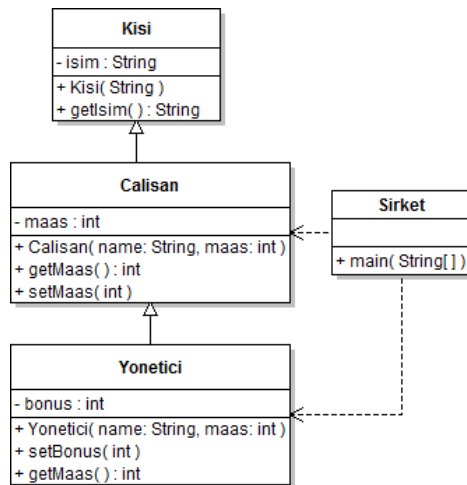 Kisi
- isim : String
+ Kisi( String )
+ getIsim( ) : String
Calisan
- maas : int
+ Calisan( name: String, maas: int )
+ getMaas( ) : int
+ setMaas( int )
Sirket
+ main( String[ ] )
Yonetici
- bonus : int
+ Yonetici( name: String, maas: int )
+ setBonus( int )
+ getMaas( ) : int